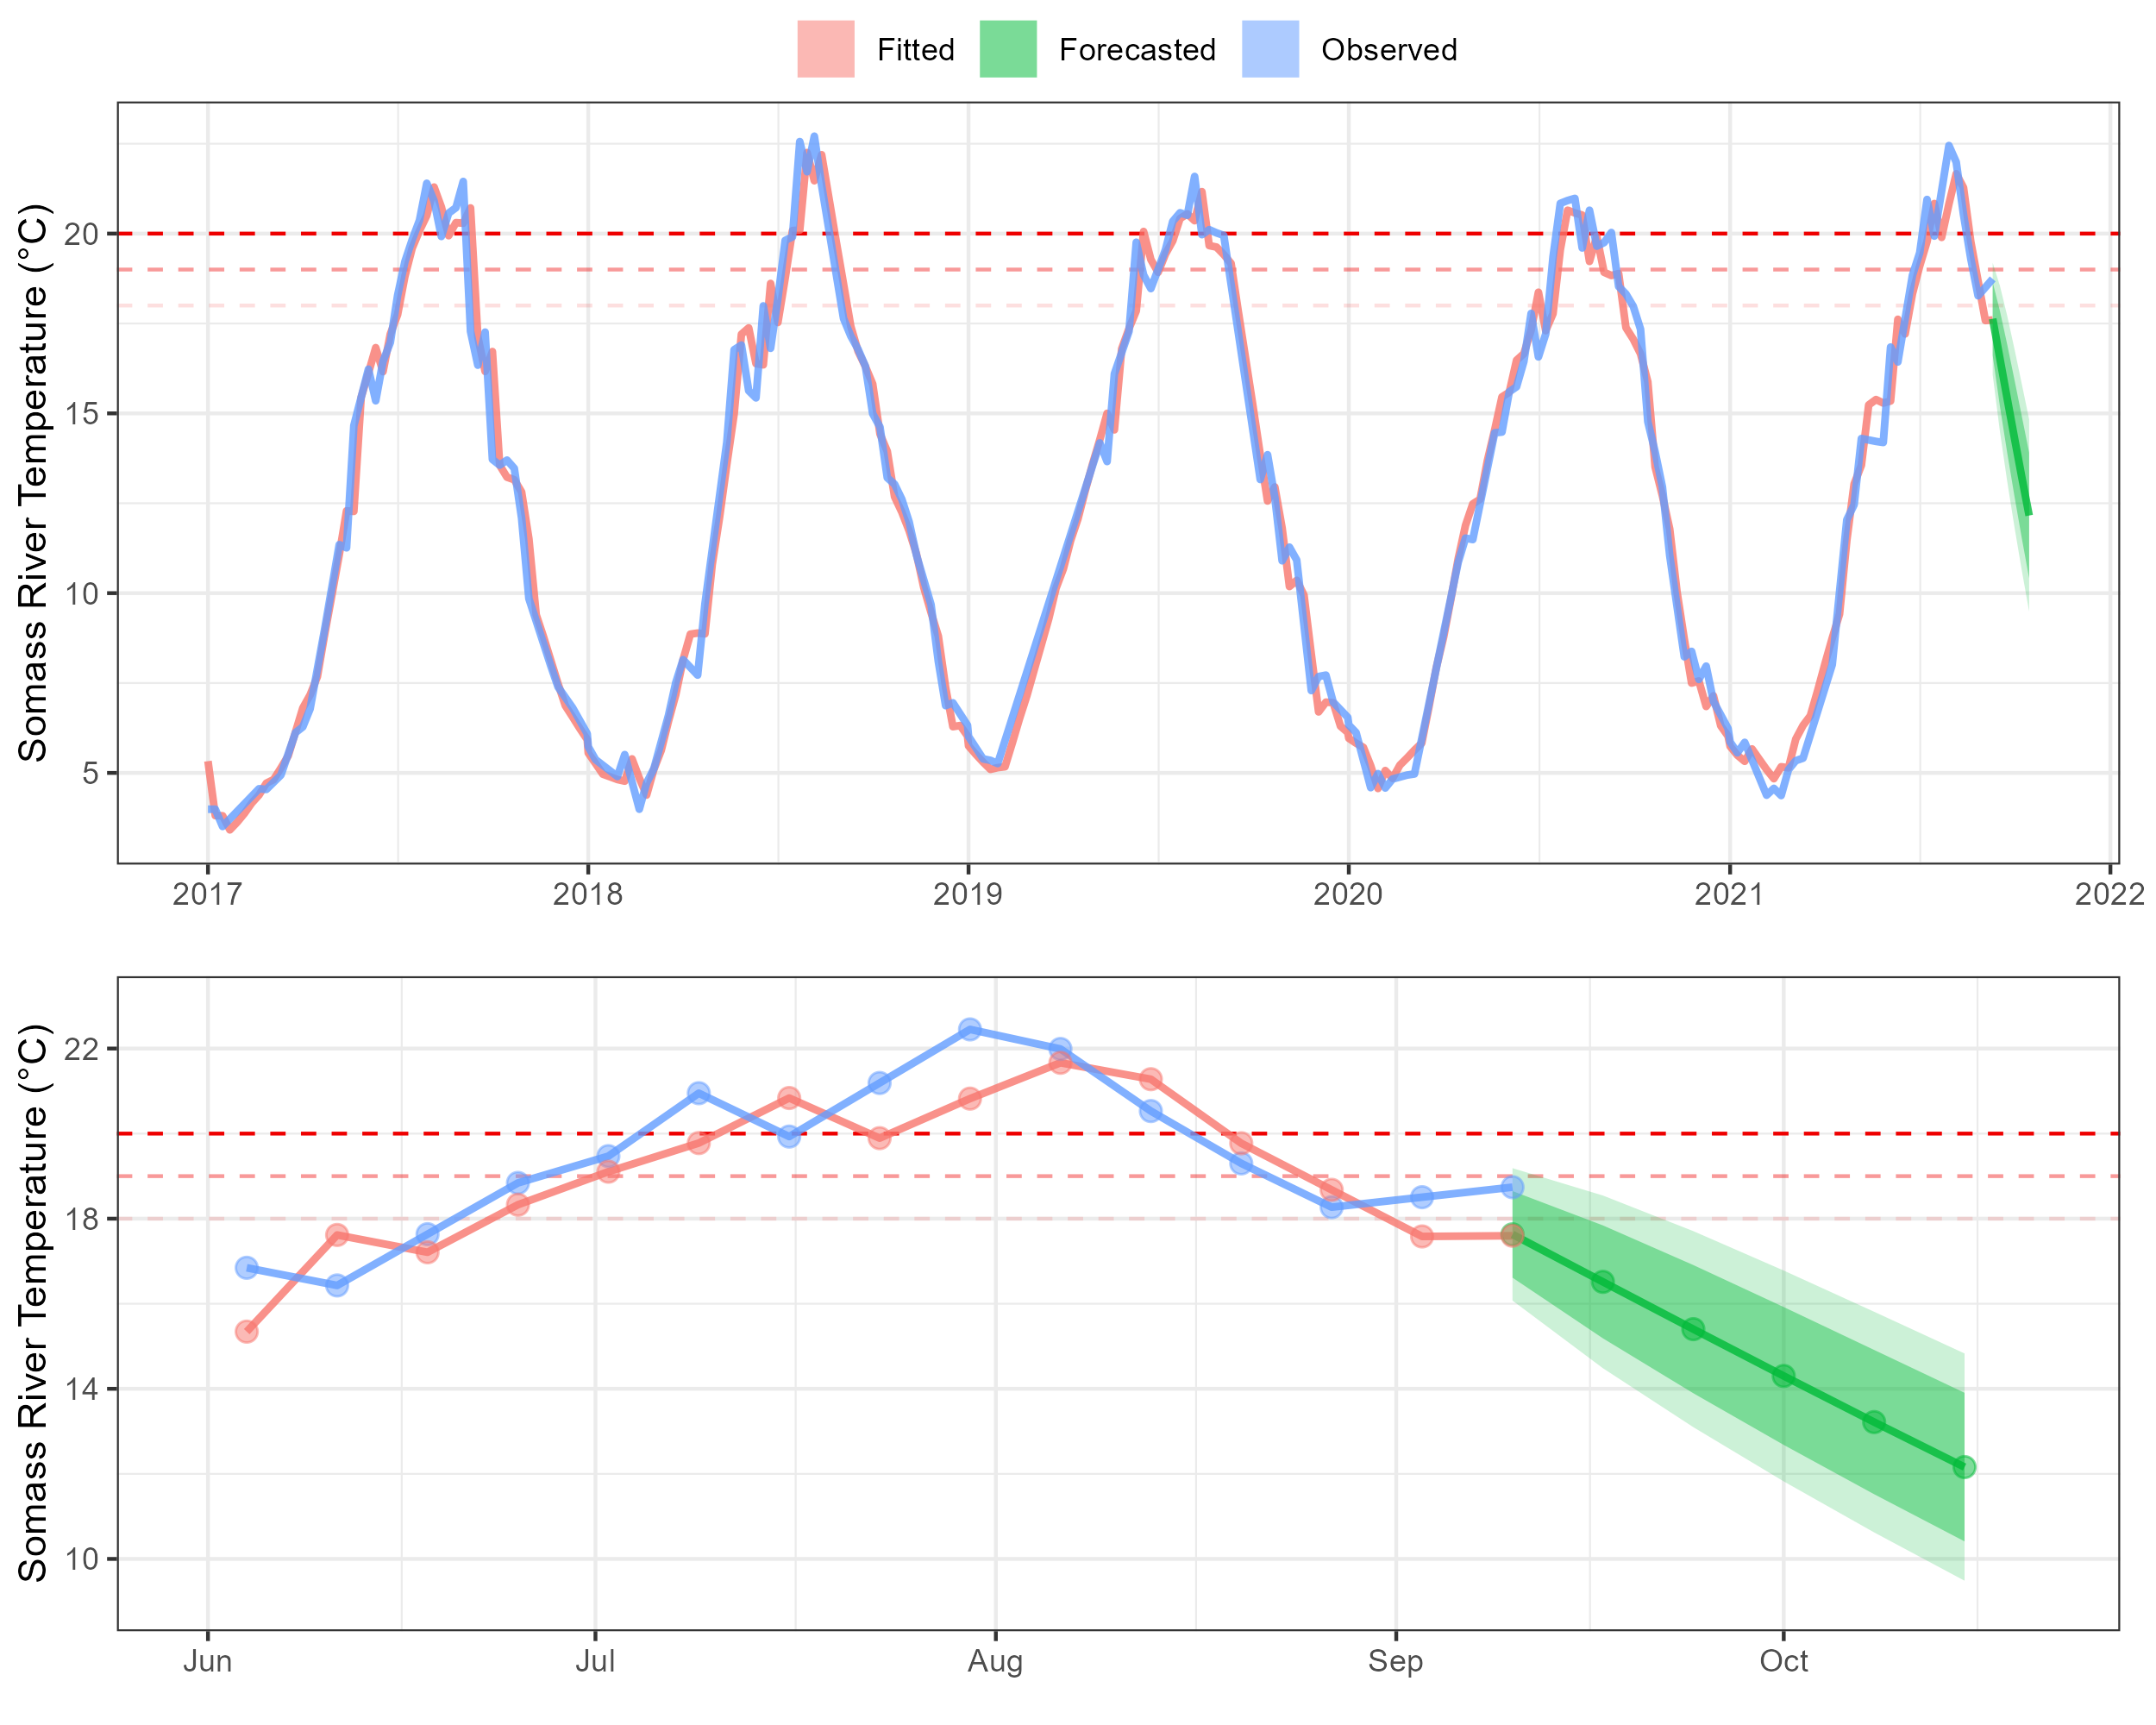 Fitted Forecasted Observed
Somass River Temperature (°C)
20
15
10
5
2017 2018 2019 2020 2021 2022
Somass River Temperature (°C)
22
18
14
10
Jun Jul Aug Sep Oct